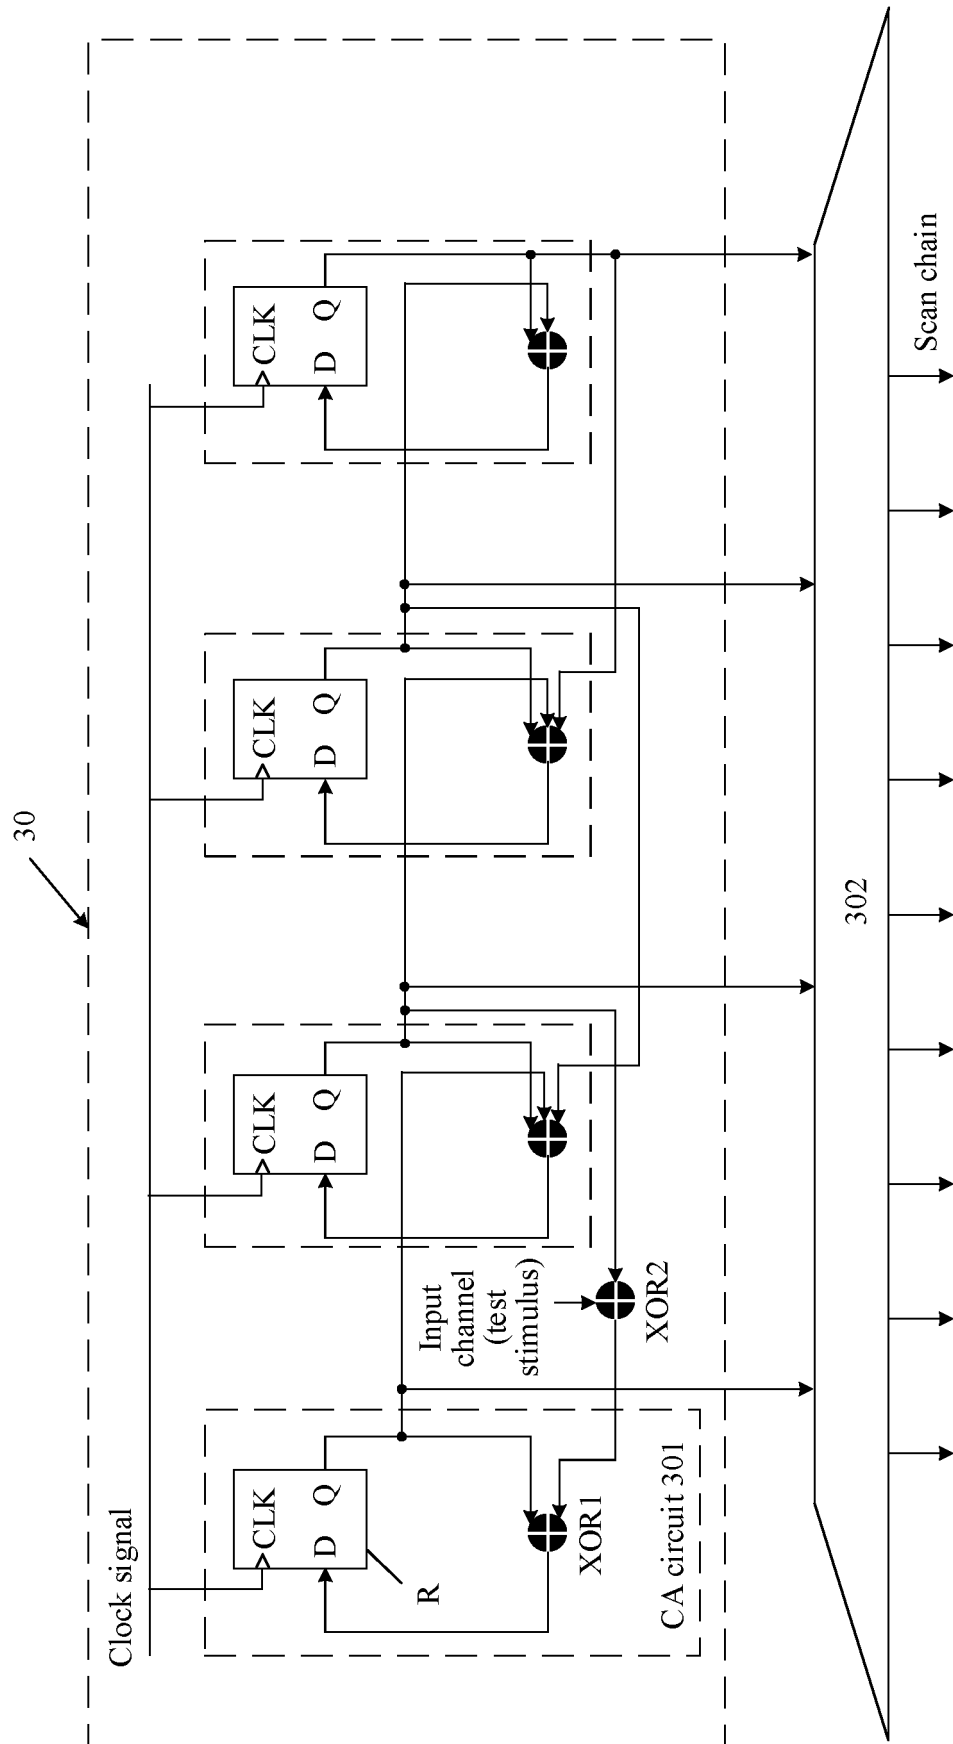 30
Clock signal
CLK
D Q
R
XOR1
CA circuit 301
Input
channel
(test
stimulus)
XOR2
CLK
D Q
CLK
D Q
CLK
D Q
302
Scan chain